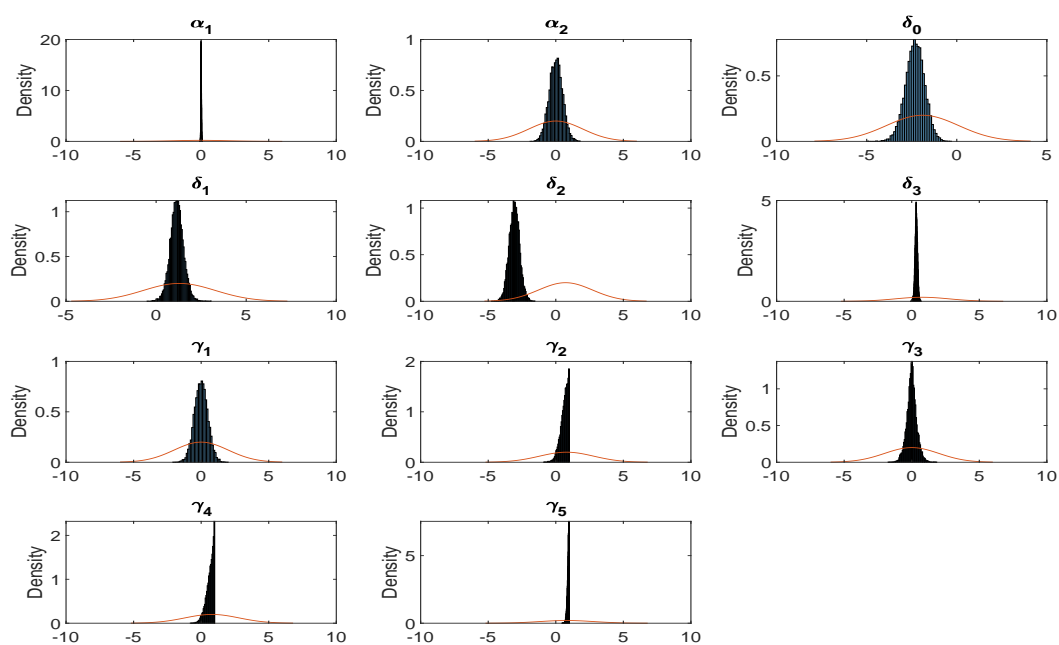 α₁ α₂ δ₀
20 10 0 Density -10 -5 0 5 10
1 0.5 0 Density -10 -5 0 5 10
0.5 0 Density -10 -5 0 5
δ₁ δ₂ δ₃
1 0.5 0 Density -5 0 5 10
1 0.5 0 Density -10 -5 0 5 10
5 0 Density -10 -5 0 5 10
γ₁ γ₂ γ₃
1 0.5 0 Density -10 -5 0 5 10
2 1 0 Density -10 -5 0 5 10
1 0.5 0 Density -10 -5 0 5 10
γ₄ γ₅
2 1 0 Density -10 -5 0 5 10
5 0 Density -10 -5 0 5 10